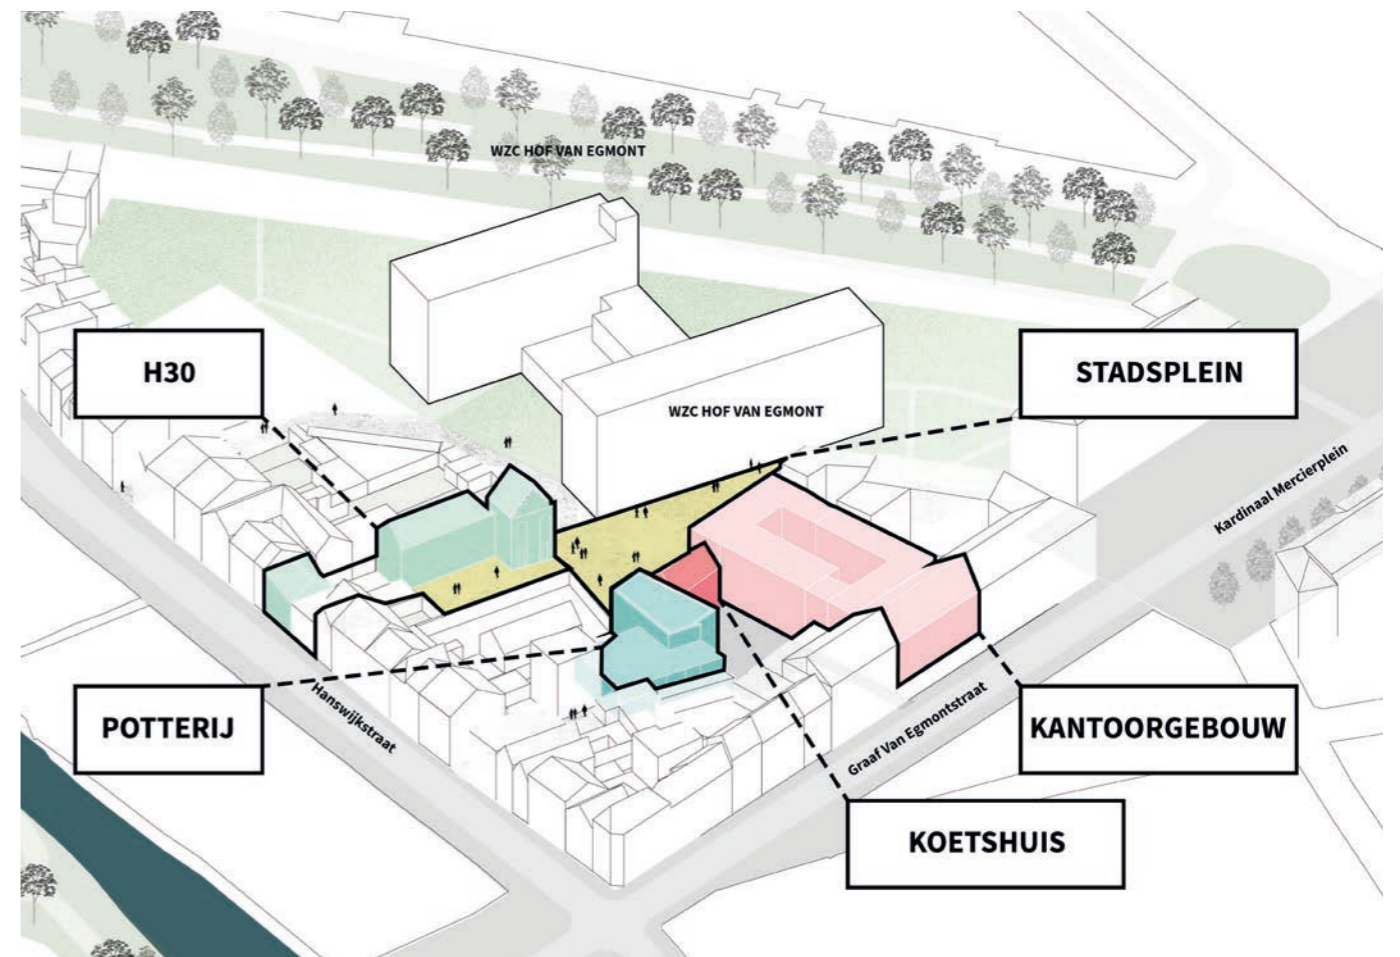 WZC HOF VAN EGMONT
H30
STADSPLEIN
WZC HOF VAN EGMONT
Kardinaal Mercierplein
POTTERIJ
Hanswijkstraat
Graaf Van Egmontstraat
KANTOORGEBOUW
KOETSHUIS